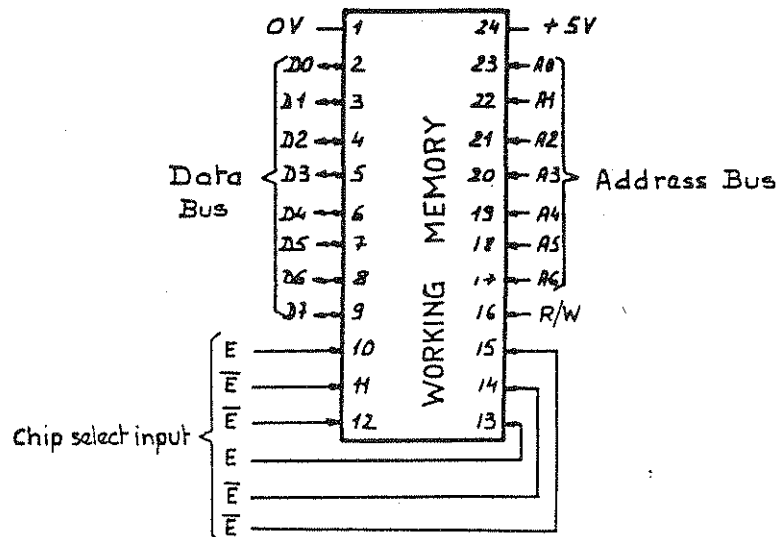 0V 1 24 +5V
D0 2 23 A0
D1 3 22 A1
D2 4 21 A2
D3 5 20 A3
Data Bus
Address Bus
D4 6 19 A4
D5 7 18 A5
D6 8 17 A6
D7 9 16 R/W
WORKING MEMORY
E 10 15
E̅ 11 14
E̅ 12 13
Chip select input
E
E̅
E̅